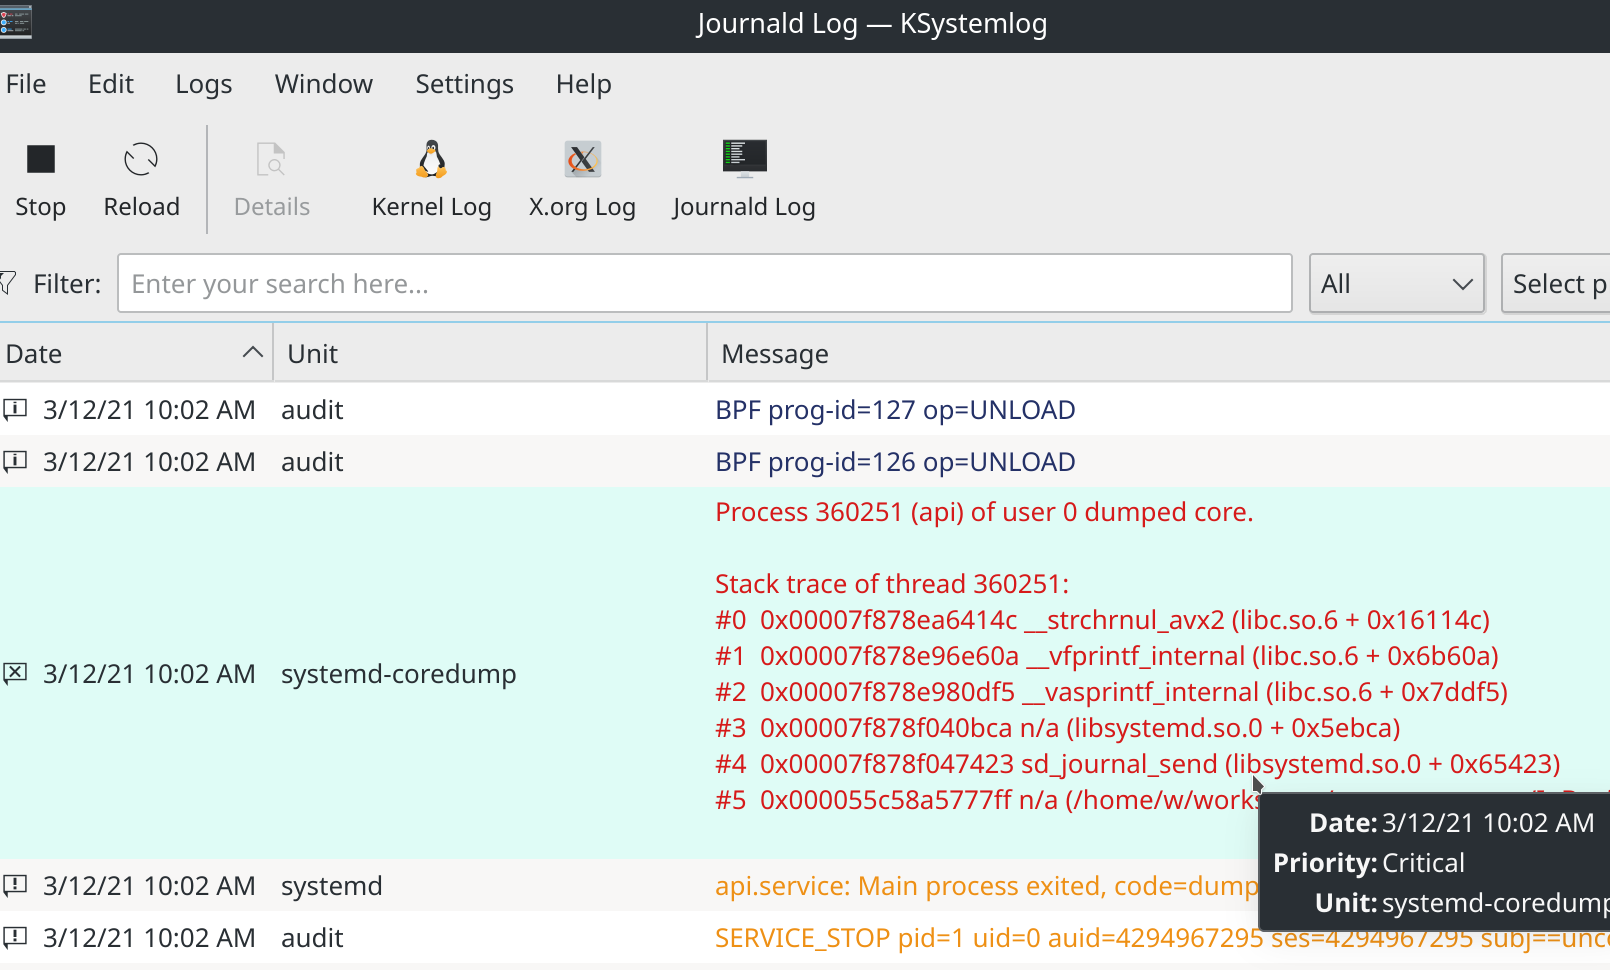 Journald Log — KSystemlog
File Edit Logs Window Settings Help
Stop Reload Details Kernel Log X.org Log Journald Log
Filter: Enter your search here... All Select p
Date Unit Message
3/12/21 10:02 AM audit BPF prog-id=127 op=UNLOAD
3/12/21 10:02 AM audit BPF prog-id=126 op=UNLOAD
Process 360251 (api) of user 0 dumped core.
Stack trace of thread 360251:
#0 0x00007f878ea6414c __strchrnul_avx2 (libc.so.6 + 0x16114c)
#1 0x00007f878e96e60a __vfprintf_internal (libc.so.6 + 0x6b60a)
#2 0x00007f878e980df5 __vasprintf_internal (libc.so.6 + 0x7ddf5)
3/12/21 10:02 AM systemd-coredump
#3 0x00007f878f040bca n/a (libsystemd.so.0 + 0x5ebca)
#4 0x00007f878f047423 sd_journal_send (libsystemd.so.0 + 0x65423)
#5 0x000055c58a5777ff n/a (/home/w/works
Date: 3/12/21 10:02 AM
Priority: Critical
Unit: systemd-coredump
3/12/21 10:02 AM systemd api.service: Main process exited, code=dump
3/12/21 10:02 AM audit SERVICE_STOP pid=1 uid=0 auid=4294967295 ses=4294967295 subj==unc